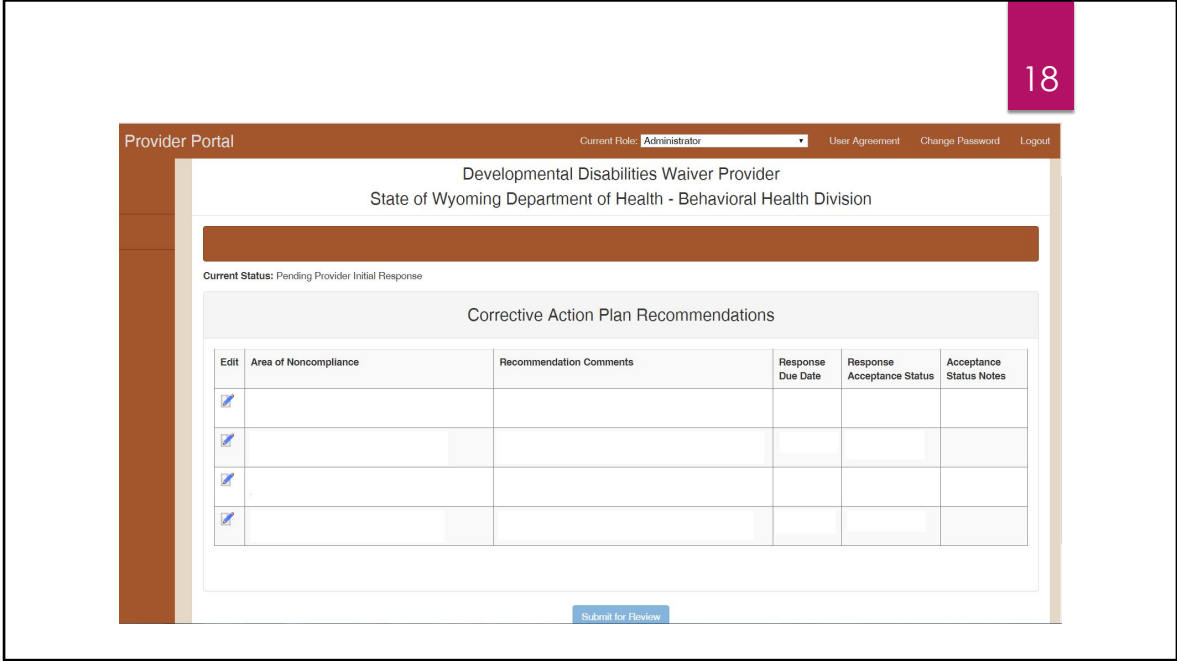 18
Provider Portal
Current Role: Administrator
User Agreement
Change Password
Logout
Developmental Disabilities Waiver Provider
State of Wyoming Department of Health - Behavioral Health Division
Current Status: Pending Provider Initial Response
Corrective Action Plan Recommendations
Edit
Area of Noncompliance
Recommendation Comments
Response
Due Date
Response
Acceptance Status
Acceptance
Status Notes
Submit for Review